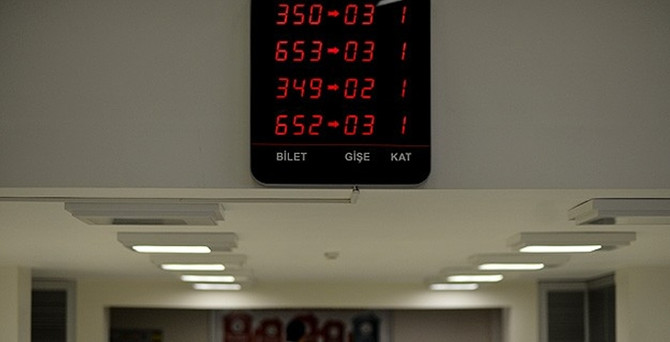 350 → 03 1
653 → 03 1
349 → 02 1
652 → 03 1
BİLET GİŞE KAT